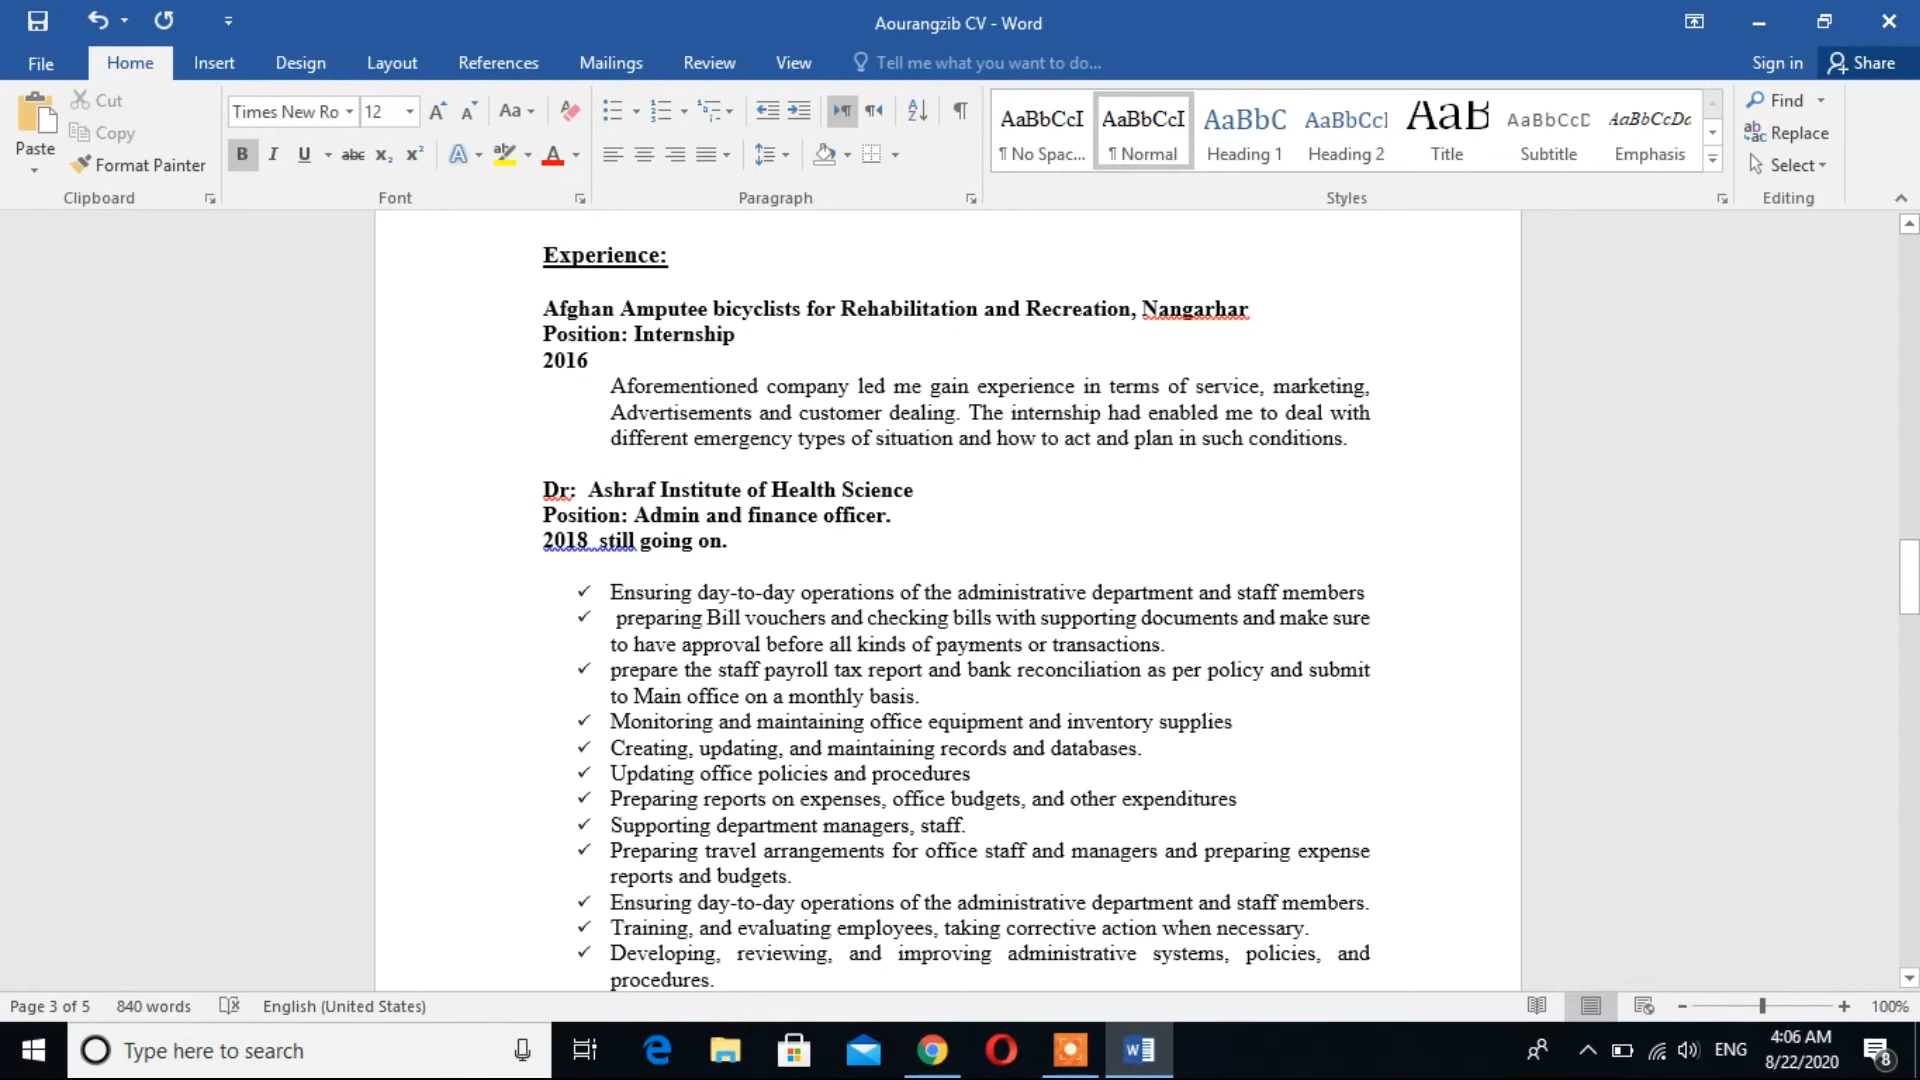 Aourangzib CV - Word
File Home Insert Design Layout References Mailings Review View Tell me what you want to do... Sign in Share
Paste
Cut
Copy
Format Painter
Clipboard
Times New Ro 12 Aa
B I U abc x₂ x² A A
Font
Paragraph
AaBbCcI AaBbCcI AaBbC AaBbCcI AaB AaBbCcD AaBbCcDc
¶ No Spac... ¶ Normal Heading 1 Heading 2 Title Subtitle Emphasis
Styles
Find
Replace
Select
Editing
Experience:
Afghan Amputee bicyclists for Rehabilitation and Recreation, Nangarhar
Position: Internship
2016
Aforementioned company led me gain experience in terms of service, marketing,
Advertisements and customer dealing. The internship had enabled me to deal with
different emergency types of situation and how to act and plan in such conditions.
Dr:  Ashraf Institute of Health Science
Position: Admin and finance officer.
2018  still going on.
✓ Ensuring day-to-day operations of the administrative department and staff members
✓ preparing Bill vouchers and checking bills with supporting documents and make sure
to have approval before all kinds of payments or transactions.
✓ prepare the staff payroll tax report and bank reconciliation as per policy and submit
to Main office on a monthly basis.
✓ Monitoring and maintaining office equipment and inventory supplies
✓ Creating, updating, and maintaining records and databases.
✓ Updating office policies and procedures
✓ Preparing reports on expenses, office budgets, and other expenditures
✓ Supporting department managers, staff.
✓ Preparing travel arrangements for office staff and managers and preparing expense
reports and budgets.
✓ Ensuring day-to-day operations of the administrative department and staff members.
✓ Training, and evaluating employees, taking corrective action when necessary.
✓ Developing, reviewing, and improving administrative systems, policies, and
procedures.
Page 3 of 5 840 words English (United States) 100%
Type here to search
ENG
4:06 AM
8/22/2020
8